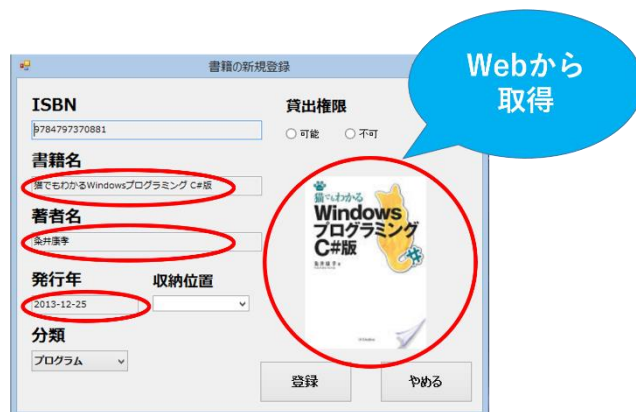 Webから
取得
書籍の新規登録
ISBN
9784797370881
貸出権限
可能
不可
書籍名
猫でもわかるWindowsプログラミング C#版
著者名
粂井康孝
発行年
2013-12-25
収納位置
分類
プログラム
猫でもわかる
Windows
プログラミング
C#版
登録
やめる